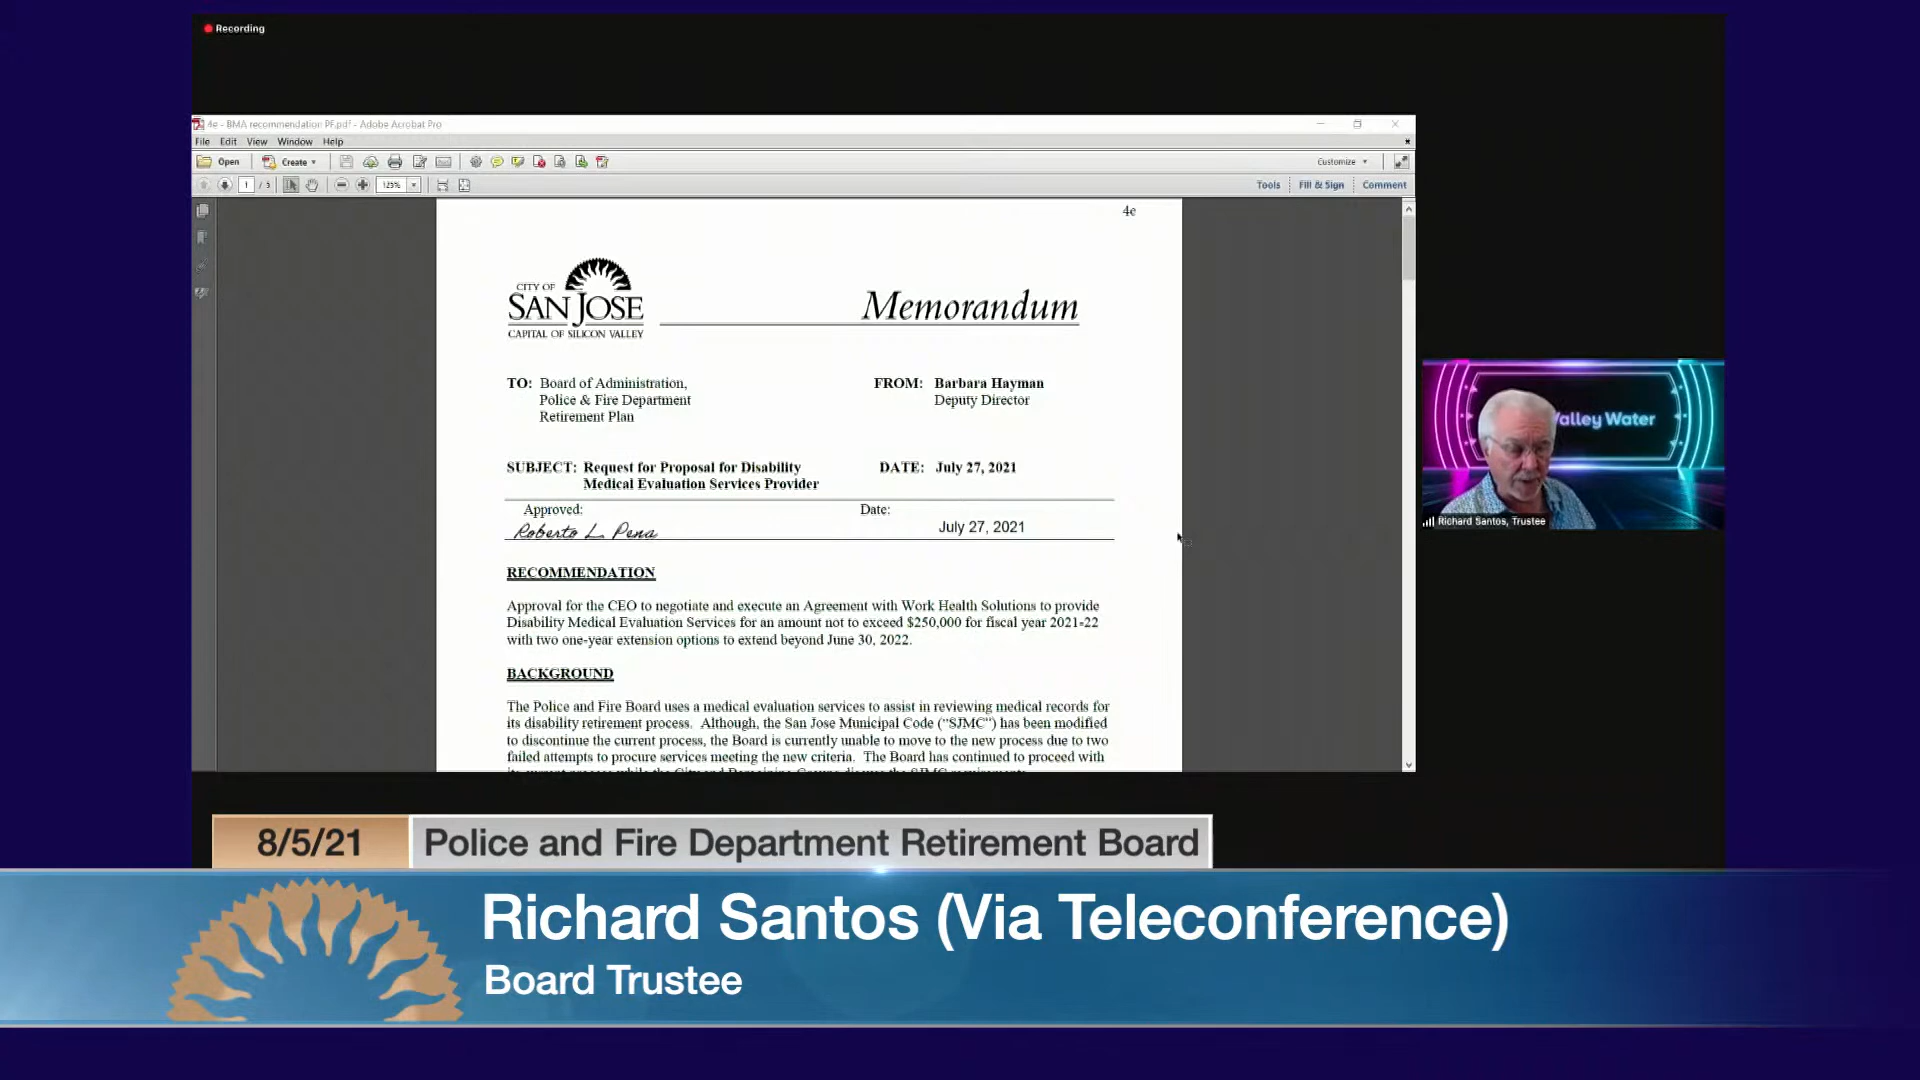 Recording
4e - BMA recommendation PF.pdf - Adobe Acrobat Pro
File Edit View Window Help
Open Create Customize
1 / 3 123% Tools Fill & Sign Comment
4e
CITY OF
SAN JOSE
CAPITAL OF SILICON VALLEY
Memorandum
TO: Board of Administration,
Police & Fire Department
Retirement Plan
FROM: Barbara Hayman
Deputy Director
SUBJECT: Request for Proposal for Disability
Medical Evaluation Services Provider
DATE: July 27, 2021
Approved:
Roberto L. Pena
Date:
July 27, 2021
RECOMMENDATION
Approval for the CEO to negotiate and execute an Agreement with Work Health Solutions to provide
Disability Medical Evaluation Services for an amount not to exceed $250,000 for fiscal year 2021-22
with two one-year extension options to extend beyond June 30, 2022.
BACKGROUND
The Police and Fire Board uses a medical evaluation services to assist in reviewing medical records for
its disability retirement process. Although, the San Jose Municipal Code (“SJMC”) has been modified
to discontinue the current process, the Board is currently unable to move to the new process due to two
failed attempts to procure services meeting the new criteria. The Board has continued to proceed with
alley Water
Richard Santos, Trustee
8/5/21
Police and Fire Department Retirement Board
Richard Santos (Via Teleconference)
Board Trustee